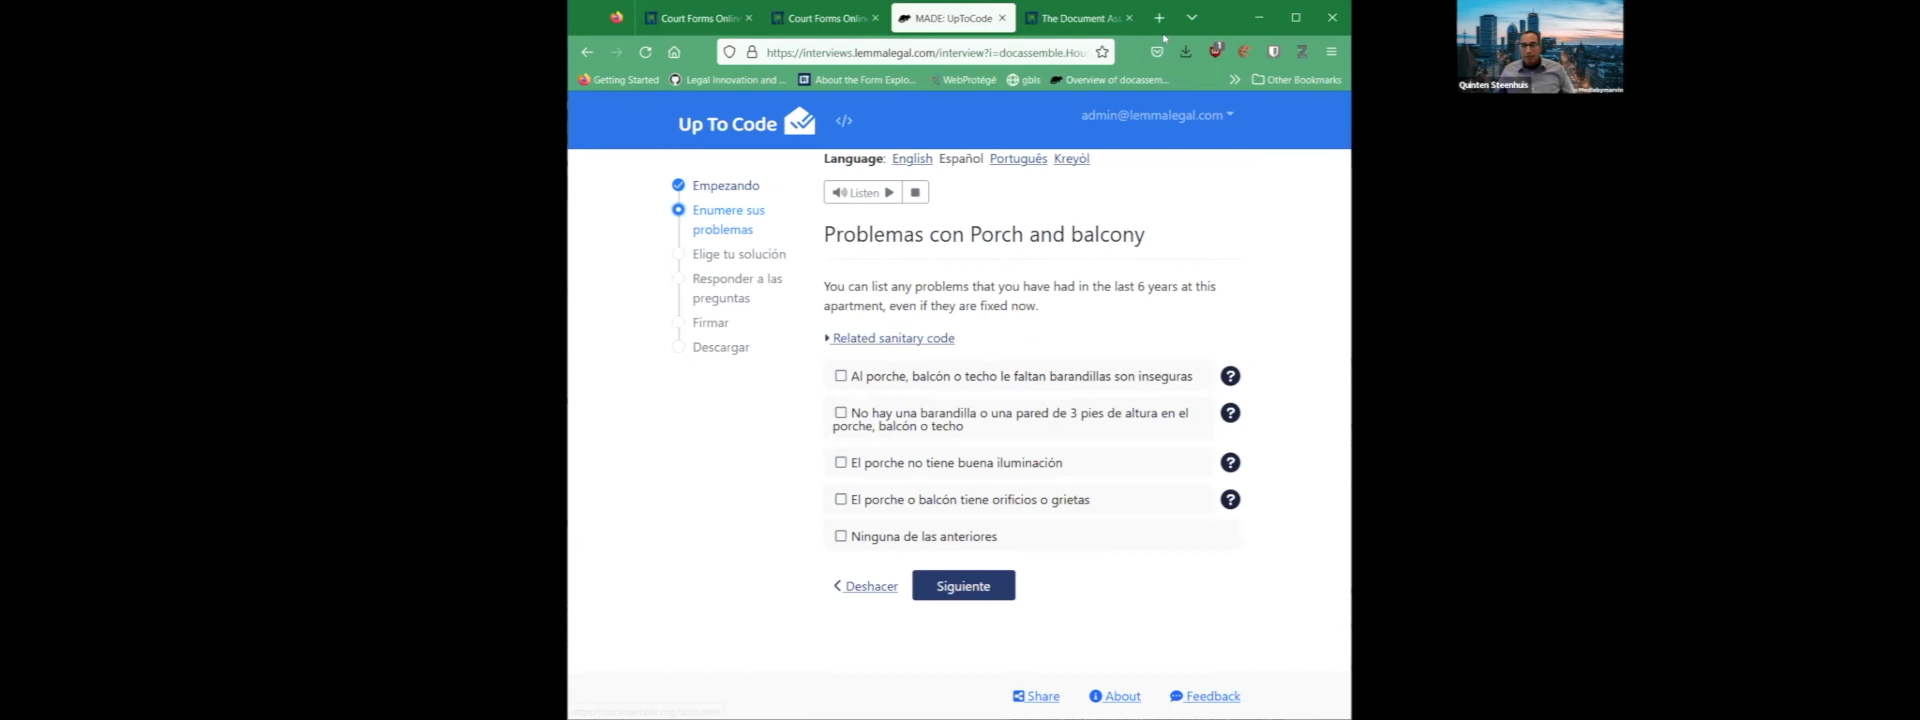 Court Forms Onlin
Court Forms Onlin
MADE: UpToCode
The Document Ass
https://interviews.lemmalegal.com/interview?i=docassemble.Hou
Getting Started
Legal Innovation and ...
About the Form Explo...
WebProtégé
gbls
Overview of docassem...
Other Bookmarks
Quinten Steenhuis
Up To Code
</>
admin@lemmalegal.com
Language: English Español Português Kreyòl
Listen
Empezando
Enumere sus
problemas
Elige tu solución
Responder a las
preguntas
Firmar
Descargar
Problemas con Porch and balcony
You can list any problems that you have had in the last 6 years at this
apartment, even if they are fixed now.
Related sanitary code
Al porche, balcón o techo le faltan barandillas son inseguras
?
No hay una barandilla o una pared de 3 pies de altura en el
porche, balcón o techo
?
El porche no tiene buena iluminación
?
El porche o balcón tiene orificios o grietas
?
Ninguna de las anteriores
Deshacer
Siguiente
Share
About
Feedback